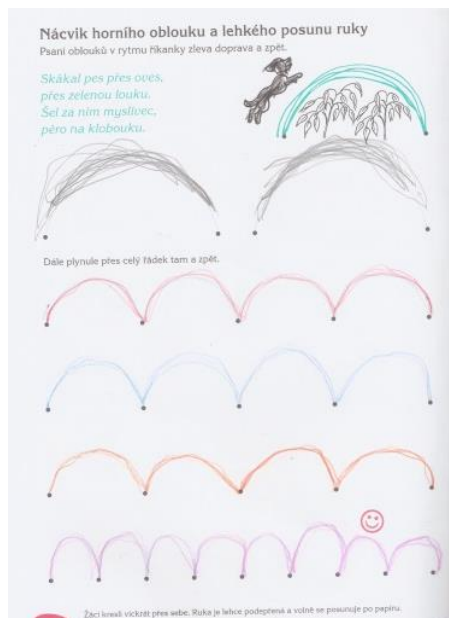 Nácvik horního oblouku a lehkého posunu ruky
Psaní oblouků v rytmu říkanky zleva doprava a zpět.
Skákal pes přes oves,
přes zelenou louku.
Šel za ním myslivec,
péro na klobouku.
Dále plynule přes celý řádek tam a zpět.
Žáci kreslí víckrát přes sebe. Ruka je lehce podepřená a volně se posunuje po papíru.